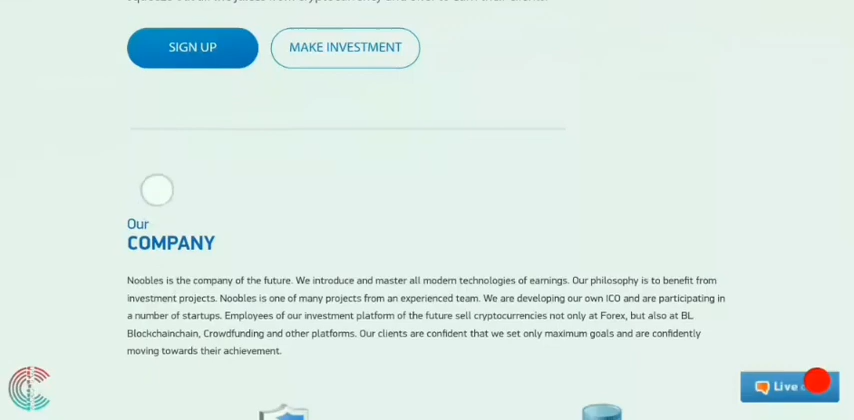 SIGN UP
MAKE INVESTMENT
Our
COMPANY
Noobles is the company of the future. We introduce and master all modern technologies of earnings. Our philosophy is to benefit from
investment projects. Noobles is one of many projects from an experienced team. We are developing our own ICO and are participating in
a number of startups. Employees of our investment platform of the future sell cryptocurrencies not only at Forex, but also at BL
Blockchainchain, Crowdfunding and other platforms. Our clients are confident that we set only maximum goals and are confidently
moving towards their achievement.
Live